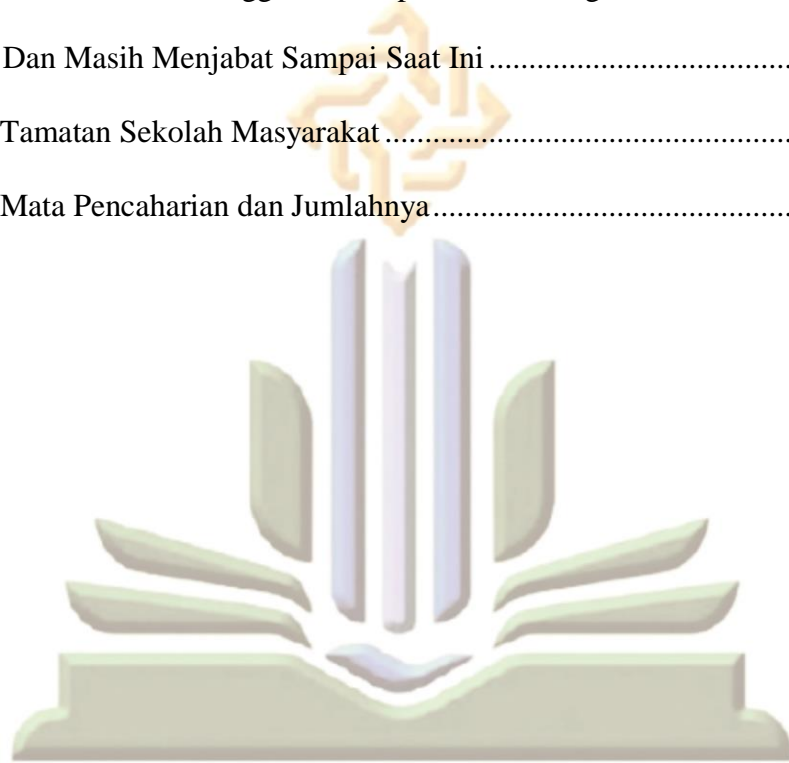 Dan Masih Menjabat Sampai Saat Ini ....................................
Tamatan Sekolah Masyarakat .................................................
Mata Pencaharian dan Jumlahnya...........................................